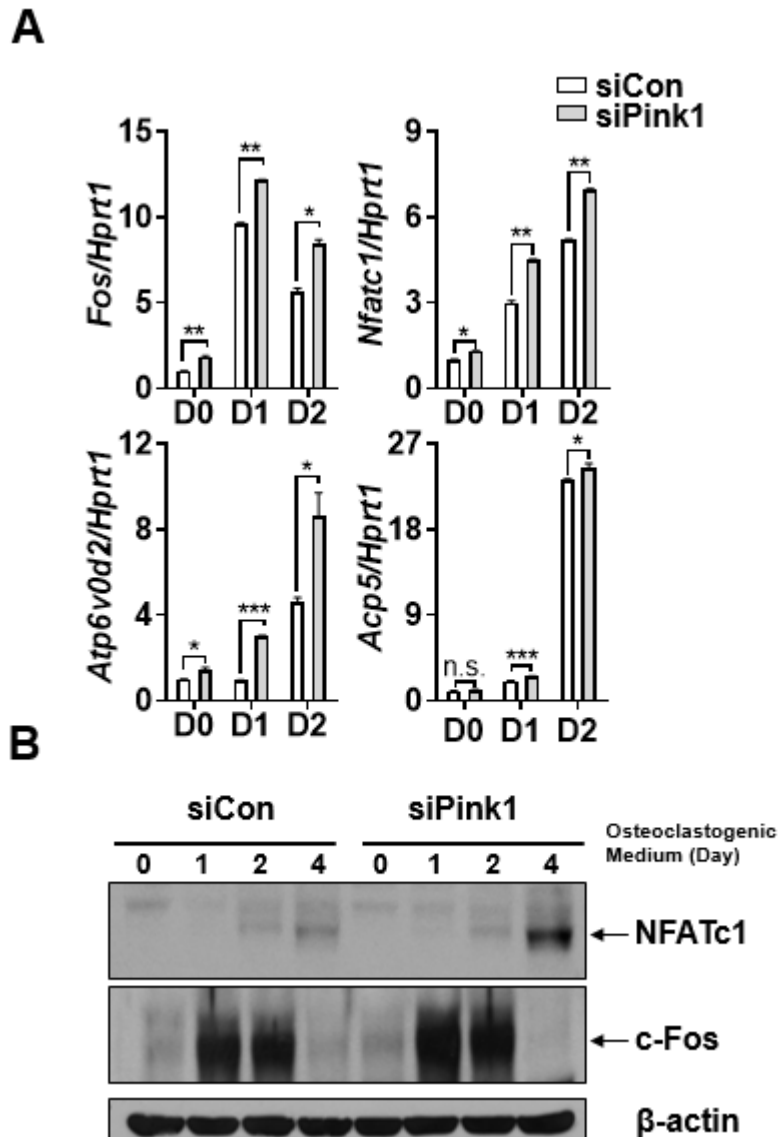 A
siCon
siPink1
Fos/Hprt1
15
10
5
0
**
**
*
D0 D1 D2
Nfatc1/Hprt1
9
6
3
0
*
**
**
D0 D1 D2
Atp6v0d2/Hprt1
12
8
4
0
*
***
*
D0 D1 D2
Acp5/Hprt1
27
18
9
0
n.s.
***
*
D0 D1 D2
B
siCon siPink1
Osteoclastogenic
Medium (Day)
0 1 2 4 0 1 2 4
NFATc1
c-Fos
β-actin